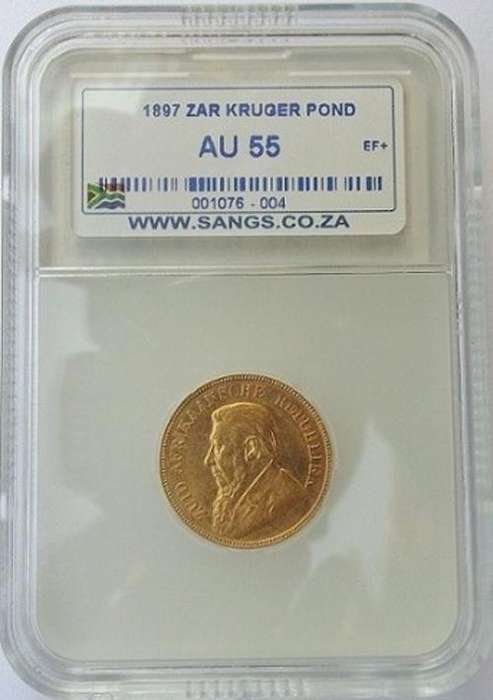 1897 ZAR KRUGER POND
AU 55
EF+
001076 - 004
WWW.SANGS.CO.ZA
ZUID AFRIKAANSCHE REPUBLIEK